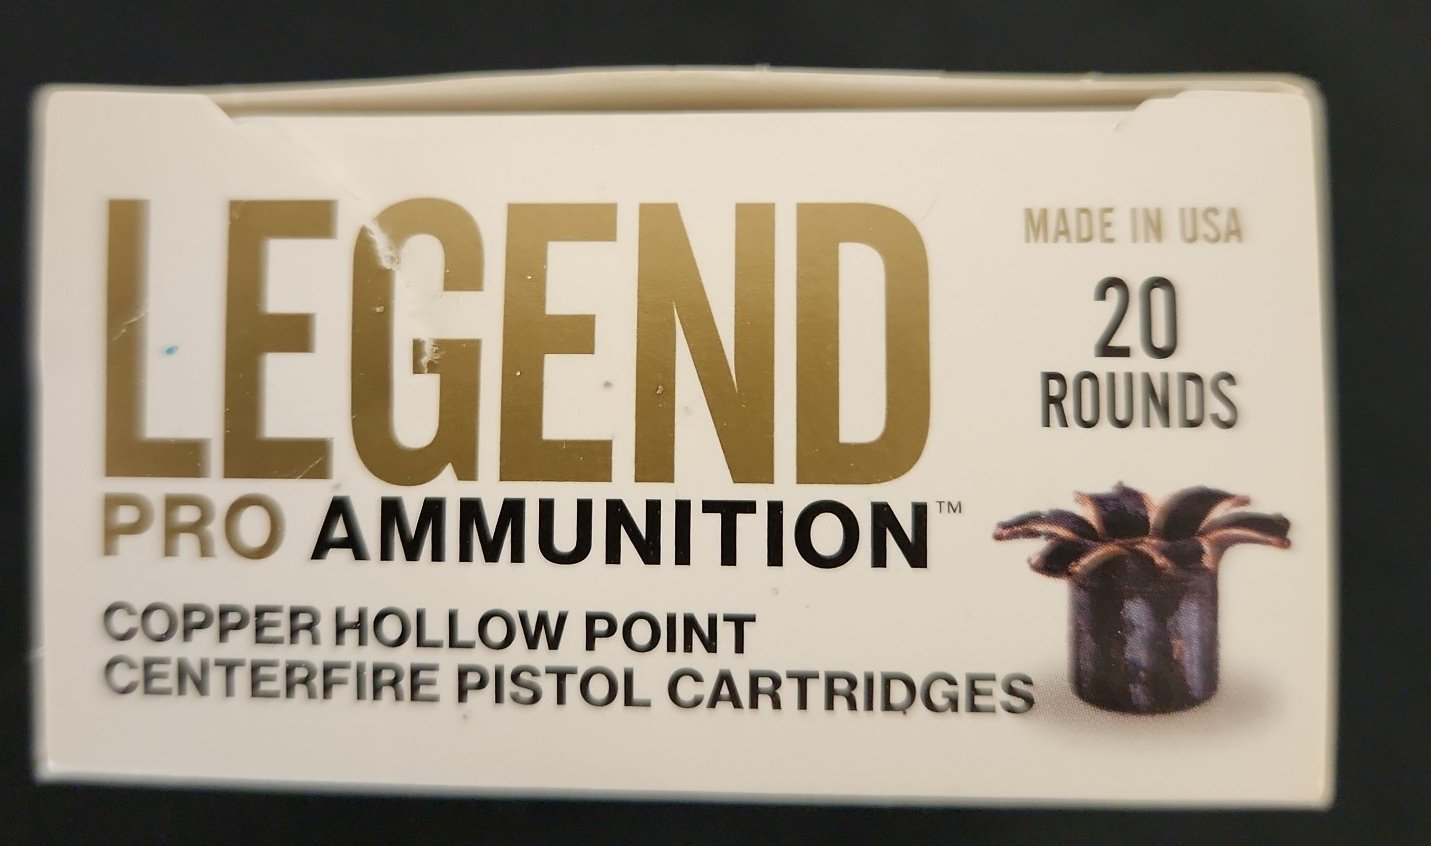 LEGEND
PRO AMMUNITION™
COPPER HOLLOW POINT
CENTERFIRE PISTOL CARTRIDGES
MADE IN USA
20
ROUNDS